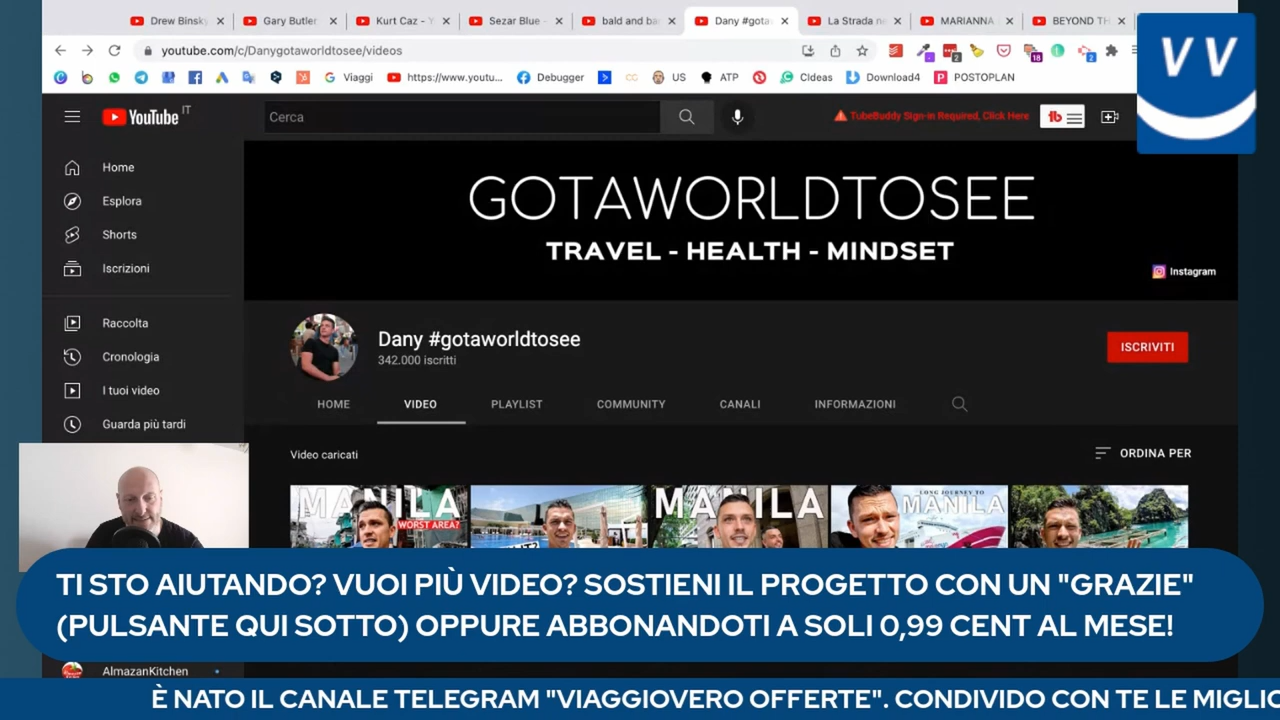 Drew Binsky
Gary Butler
Kurt Caz - Y
Sezar Blue -
bald and ba
Dany #gota
La Strada n
MARIANNA
BEYOND TH
youtube.com/c/Danygotaworldtosee/videos
Viaggi
https://www.youtu...
Debugger
US
ATP
CIdeas
Download4
POSTOPLAN
VV
YouTube IT
Cerca
TubeBuddy Sign-in Required, Click Here
tb
Home
Esplora
Shorts
Iscrizioni
Raccolta
Cronologia
I tuoi video
Guarda più tardi
GOTAWORLDTOSEE
TRAVEL - HEALTH - MINDSET
Instagram
Dany #gotaworldtosee
342.000 iscritti
ISCRIVITI
HOME
VIDEO
PLAYLIST
COMMUNITY
CANALI
INFORMAZIONI
Video caricati
ORDINA PER
MANILA
WORST AREA?
MANILA
LONG JOURNEY TO
MANILA
TI STO AIUTANDO? VUOI PIÙ VIDEO? SOSTIENI IL PROGETTO CON UN "GRAZIE"
(PULSANTE QUI SOTTO) OPPURE ABBONANDOTI A SOLI 0,99 CENT AL MESE!
AlmazanKitchen
È NATO IL CANALE TELEGRAM "VIAGGIOVERO OFFERTE". CONDIVIDO CON TE LE MIGLIO